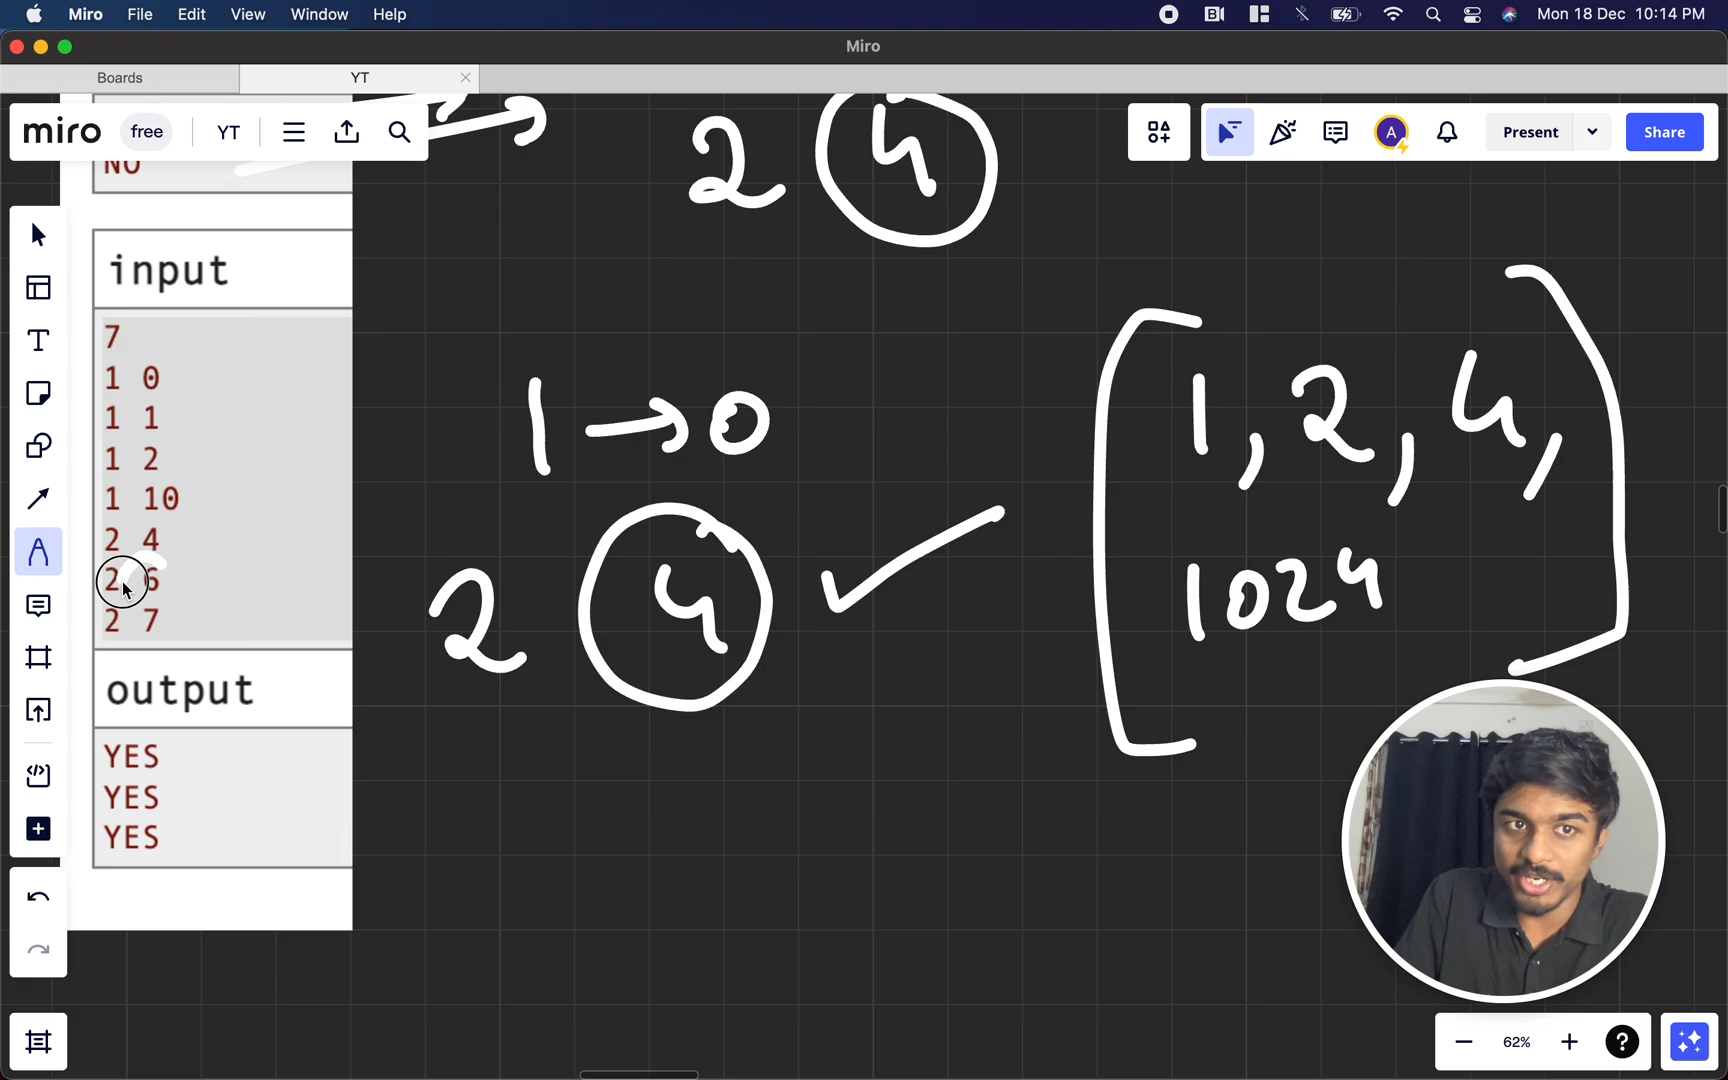 Miro File Edit View Window Help Mon 18 Dec 10:14 PM
Miro
Boards YT
miro free YT
Present Share
NO
2 4
input
7
1 0
1 1
1 2
1 10
2 4
2 6
2 7
output
YES
YES
YES
1 → 0
2 4 ✓
1, 2, 4,
1024
62%